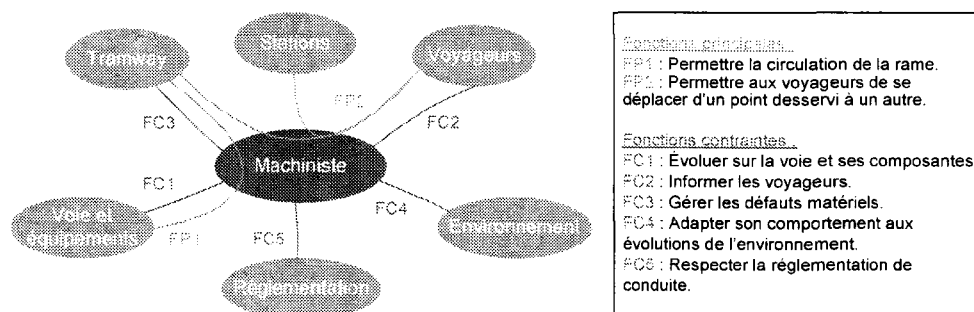 Tramway
Stations
Voyageurs
FP2
FC3
FC2
Machiniste
FC1
FC4
Voie et
équipements
FP1
FC5
Environnement
Réglementation
Fonctions principales :
FP1 : Permettre la circulation de la rame.
FP2 : Permettre aux voyageurs de se
déplacer d'un point desservi à un autre.
Fonctions contraintes :
FC1 : Évoluer sur la voie et ses composantes
FC2 : Informer les voyageurs.
FC3 : Gérer les défauts matériels.
FC4 : Adapter son comportement aux
évolutions de l'environnement.
FC5 : Respecter la réglementation de
conduite.